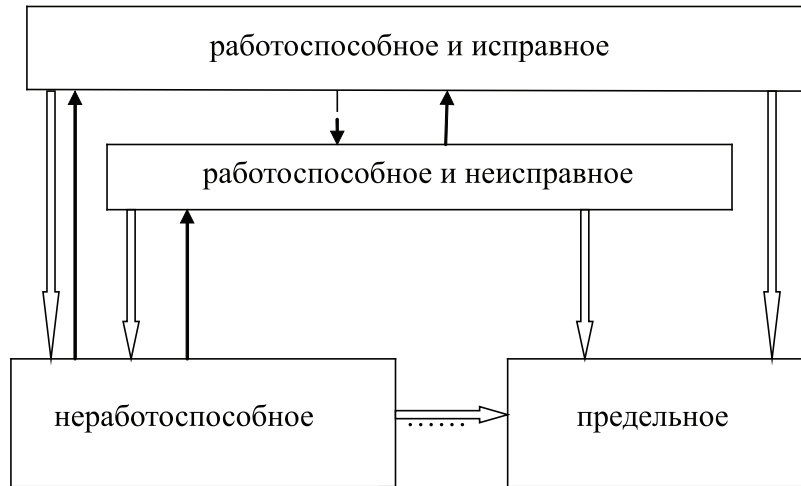 работоспособное и исправное
работоспособное и неисправное
неработоспособное
предельное